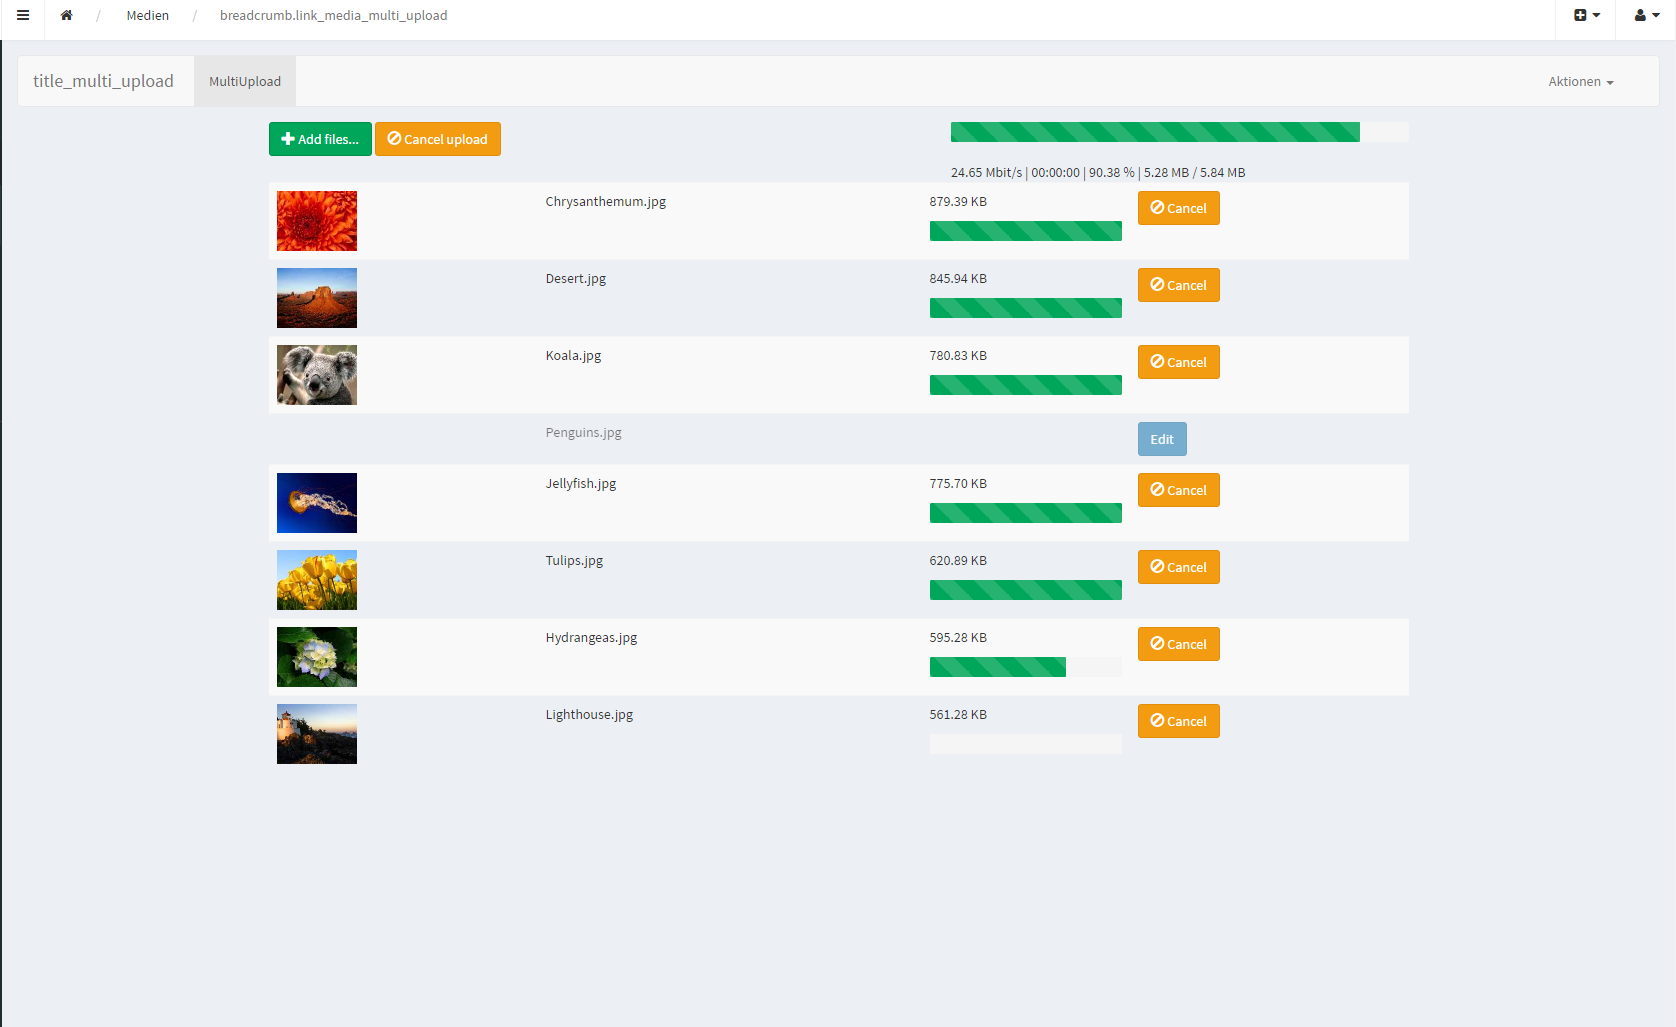 / Medien / breadcrumb.link_media_multi_upload
title_multi_upload MultiUpload Aktionen
Add files... Cancel upload
24.65 Mbit/s | 00:00:00 | 90.38 % | 5.28 MB / 5.84 MB
Chrysanthemum.jpg 879.39 KB Cancel
Desert.jpg 845.94 KB Cancel
Koala.jpg 780.83 KB Cancel
Penguins.jpg Edit
Jellyfish.jpg 775.70 KB Cancel
Tulips.jpg 620.89 KB Cancel
Hydrangeas.jpg 595.28 KB Cancel
Lighthouse.jpg 561.28 KB Cancel